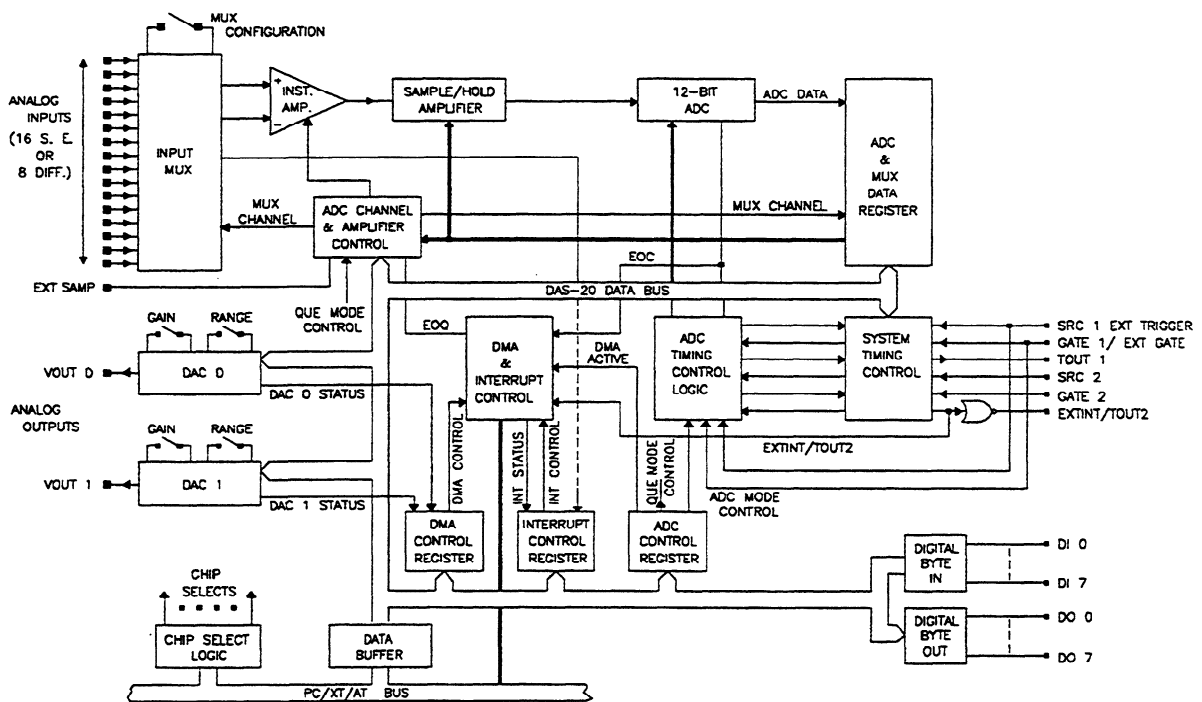 MUX
CONFIGURATION
ANALOG
INPUTS
(16 S. E.
OR
8 DIFF.)
INPUT
MUX
+
INST.
AMP.
-
SAMPLE/HOLD
AMPLIFIER
12-BIT
ADC
ADC DATA
ADC
&
MUX
DATA
REGISTER
MUX
CHANNEL
ADC CHANNEL
& AMPLIFIER
CONTROL
MUX CHANNEL
EOC
EXT SAMP
QUE MODE
CONTROL
DAS-20 DATA BUS
GAIN
RANGE
VOUT 0
DAC 0
DAC 0 STATUS
EOQ
DMA
&
INTERRUPT
CONTROL
DMA
ACTIVE
ADC
TIMING
CONTROL
LOGIC
SYSTEM
TIMING
CONTROL
SRC 1 EXT TRIGGER
GATE 1/ EXT GATE
TOUT 1
SRC 2
GATE 2
EXTINT/TOUT2
EXTINT/TOUT2
ANALOG
OUTPUTS
GAIN
RANGE
VOUT 1
DAC 1
DAC 1 STATUS
DMA CONTROL
INT STATUS
INT CONTROL
QUE MODE
CONTROL
ADC MODE
CONTROL
DMA
CONTROL
REGISTER
INTERRUPT
CONTROL
REGISTER
ADC
CONTROL
REGISTER
DIGITAL
BYTE
IN
DI 0
DI 7
DIGITAL
BYTE
OUT
DO 0
DO 7
CHIP
SELECTS
CHIP SELECT
LOGIC
DATA
BUFFER
PC/XT/AT BUS